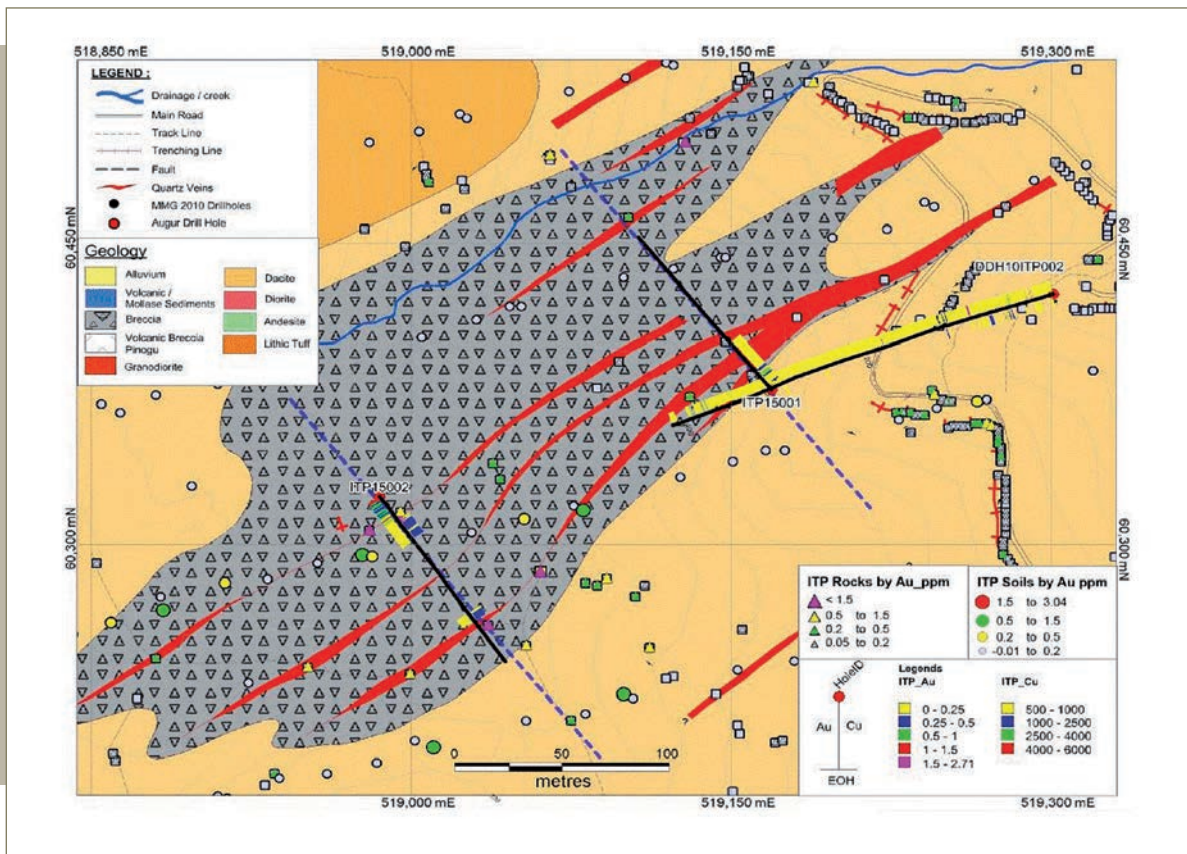 518,850 mE
519,000 mE
519,150 mE
519,300 mE
LEGEND :
Drainage / creek
Main Road
Track Line
Trenching Line
Fault
Quartz Veins
MMG 2010 Drillholes
Augur Drill Hole
Geology
Alluvium
Volcanic /
Mollase Sediments
Breccia
Volcanic Breccia
Pinogu
Granodiorite
Dacite
Diorite
Andesite
Lithic Tuff
60,450 mN
60,450 mN
DDH10ITP002
ITP15001
ITP15002
60,300 mN
60,300 mN
?
ITP Rocks by Au_ppm
< 1.5
0.5 to 1.5
0.2 to 0.5
0.05 to 0.2
ITP Soils by Au ppm
1.5 to 3.04
0.5 to 1.5
0.2 to 0.5
-0.01 to 0.2
HoleID
Au
Cu
EOH
Legends
ITP_Au
0 - 0.25
0.25 - 0.5
0.5 - 1
1 - 1.5
1.5 - 2.71
ITP_Cu
500 - 1000
1000 - 2500
2500 - 4000
4000 - 6000
0
50
100
metres
519,000 mE
519,150 mE
519,300 mE